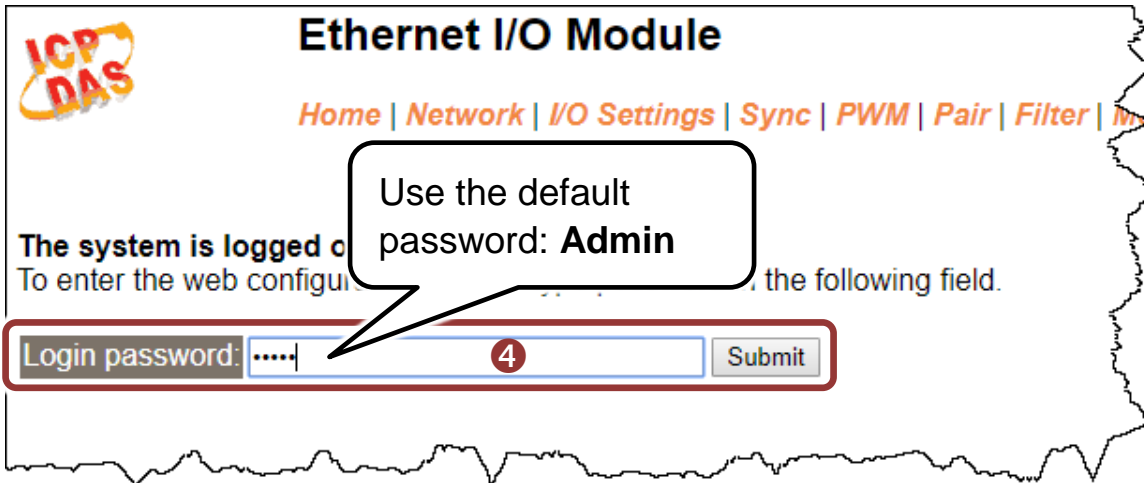 ICP DAS
Ethernet I/O Module
Home | Network | I/O Settings | Sync | PWM | Pair | Filter |
Use the default
password: Admin
The system is logged
To enter the web the following field.
Login password: ••••• 4 Submit